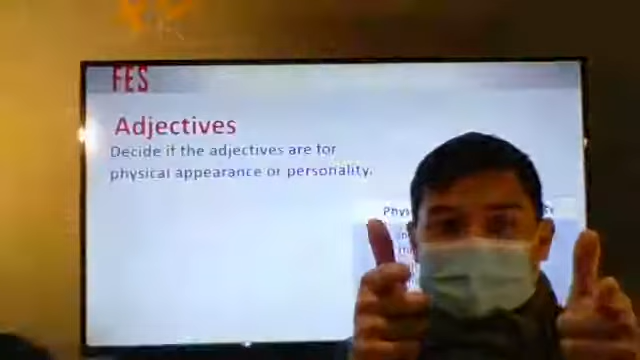 FES
Adjectives
Decide if the adjectives are for
physical appearance or personality.